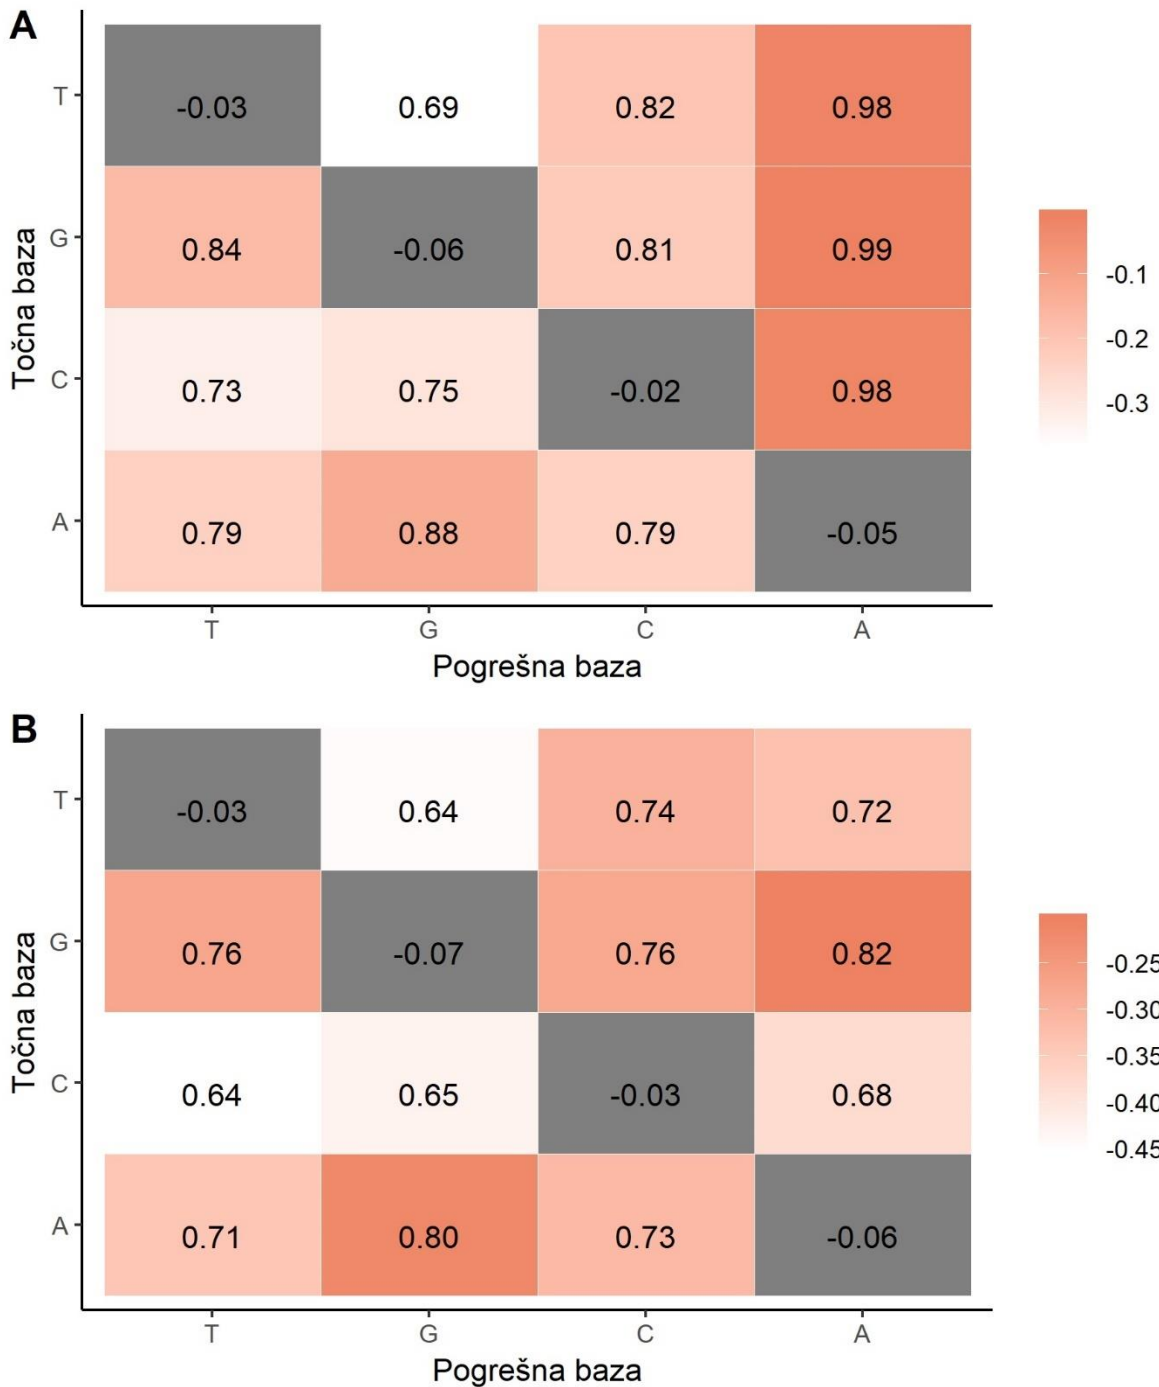 A
T
-0.03 0.69 0.82 0.98
G
0.84 -0.06 0.81 0.99
C
0.73 0.75 -0.02 0.98
A
0.79 0.88 0.79 -0.05
Točna baza
T G C A
Pogrešna baza
-0.1
-0.2
-0.3
B
T
-0.03 0.64 0.74 0.72
G
0.76 -0.07 0.76 0.82
C
0.64 0.65 -0.03 0.68
A
0.71 0.80 0.73 -0.06
Točna baza
T G C A
Pogrešna baza
-0.25
-0.30
-0.35
-0.40
-0.45